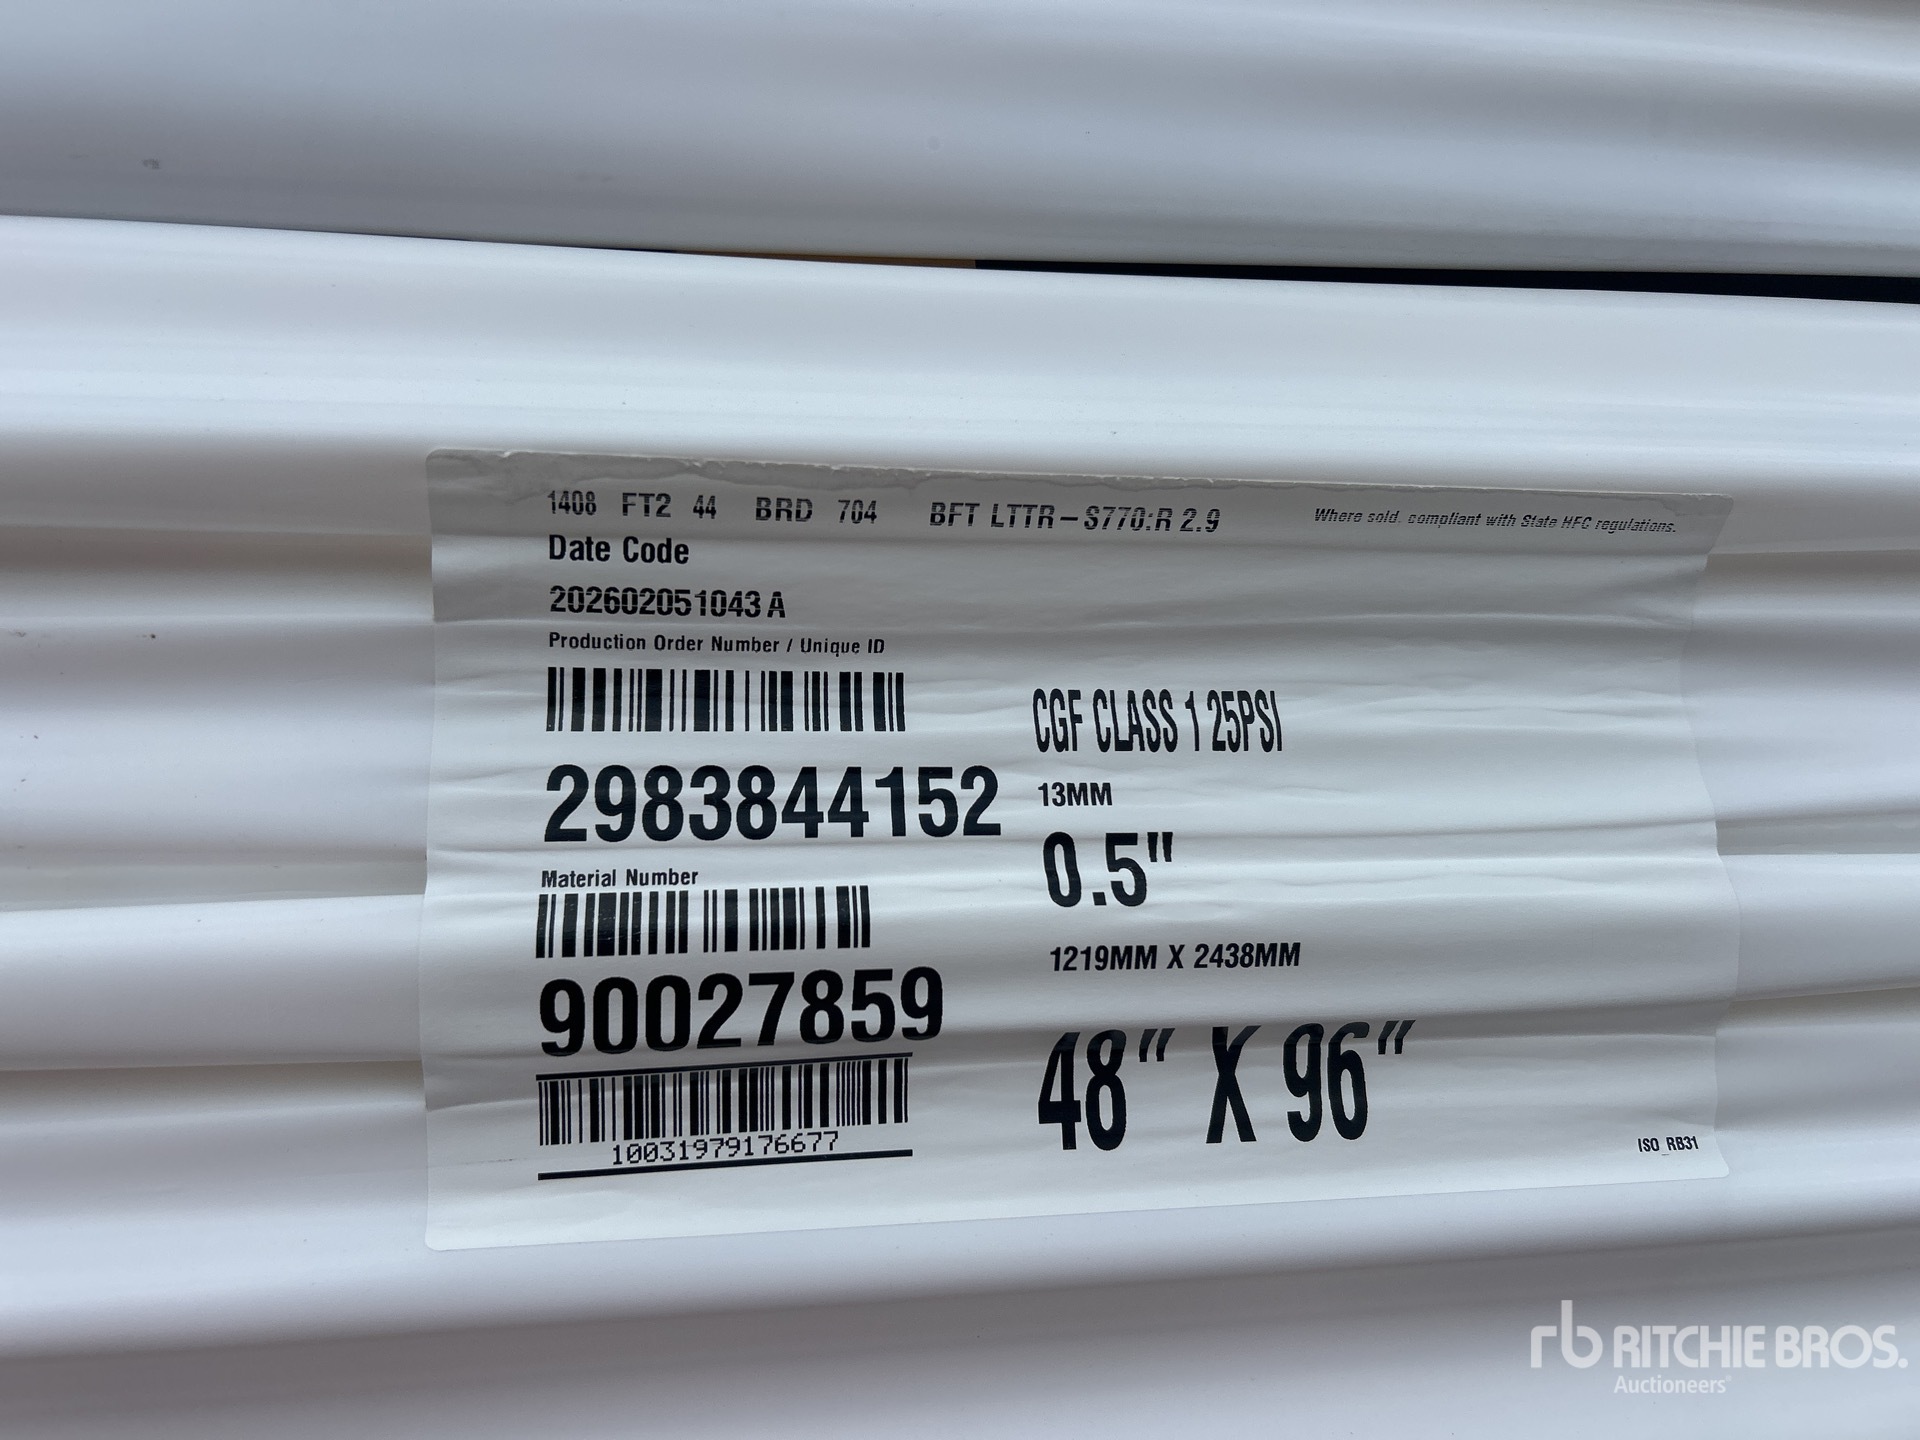 1408 FT2 44 BRD 704 BFT LTTR-S770:R 2.9 Where sold, compliant with State HFC regulations.
Date Code
202602051043 A
Production Order Number / Unique ID
2983844152
Material Number
90027859
10031979176677
CGF CLASS 1 25PSI
13MM
0.5"
1219MM X 2438MM
48" X 96"
ISO_RB31
rb RITCHIE BROS.
Auctioneers